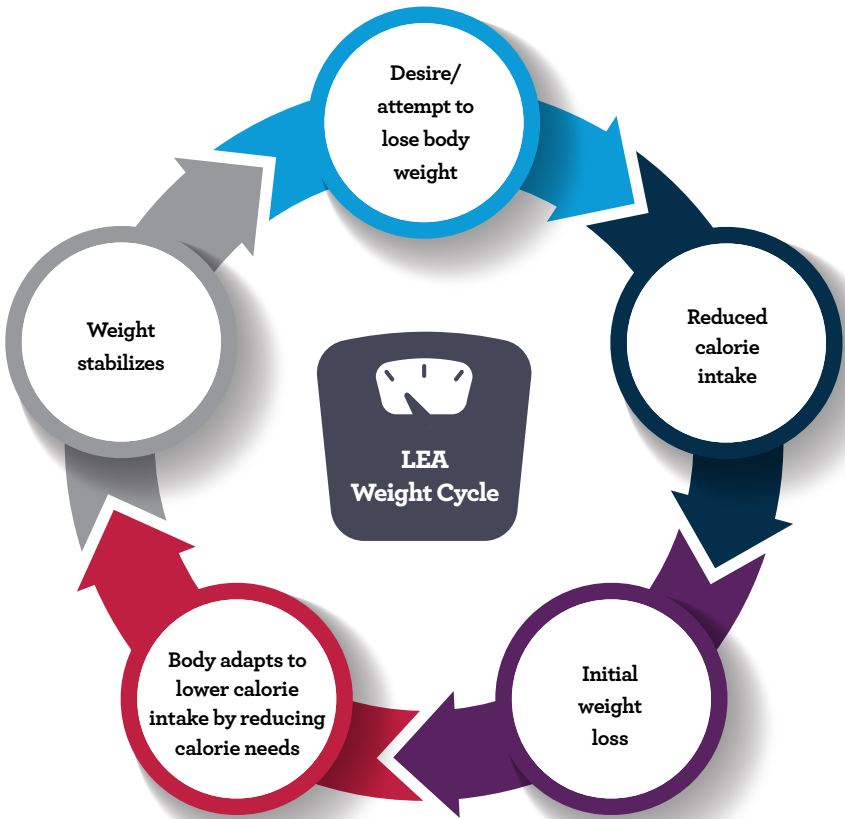 Desire/
attempt to
lose body
weight
Reduced
calorie
intake
Initial
weight
loss
Body adapts to
lower calorie
intake by reducing
calorie needs
Weight
stabilizes
LEA
Weight Cycle